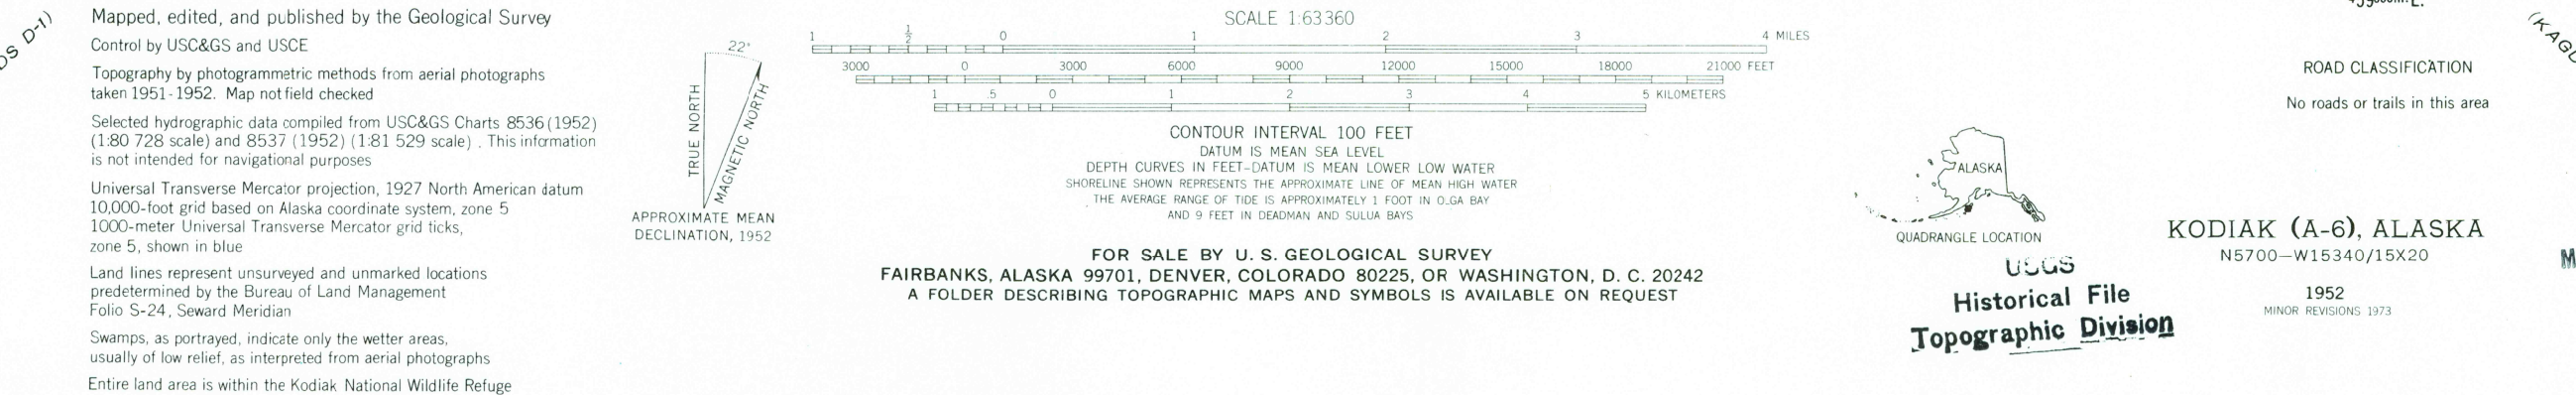 Mapped, edited, and published by the Geological Survey
Control by USC&GS and USCE
Topography by photogrammetric methods from aerial photographs
taken 1951-1952. Map not field checked
Selected hydrographic data compiled from USC&GS Charts 8536 (1952)
(1:80 728 scale) and 8537 (1952) (1:81 529 scale) . This information
is not intended for navigational purposes
Universal Transverse Mercator projection, 1927 North American datum
10,000-foot grid based on Alaska coordinate system, zone 5
1000-meter Universal Transverse Mercator grid ticks,
zone 5, shown in blue
Land lines represent unsurveyed and unmarked locations
predetermined by the Bureau of Land Management
Folio S-24, Seward Meridian
Swamps, as portrayed, indicate only the wetter areas,
usually of low relief, as interpreted from aerial photographs
Entire land area is within the Kodiak National Wildlife Refuge
D-1)
22°
TRUE NORTH
MAGNETIC NORTH
APPROXIMATE MEAN
DECLINATION, 1952
SCALE 1:63360
1 ½ 0 1 2 3 4 MILES
3000 0 3000 6000 9000 12000 15000 18000 21000 FEET
1 .5 0 1 2 3 4 5 KILOMETERS
CONTOUR INTERVAL 100 FEET
DATUM IS MEAN SEA LEVEL
DEPTH CURVES IN FEET-DATUM IS MEAN LOWER LOW WATER
SHORELINE SHOWN REPRESENTS THE APPROXIMATE LINE OF MEAN HIGH WATER
THE AVERAGE RANGE OF TIDE IS APPROXIMATELY 1 FOOT IN OLGA BAY
AND 9 FEET IN DEADMAN AND SULUA BAYS
FOR SALE BY U. S. GEOLOGICAL SURVEY
FAIRBANKS, ALASKA 99701, DENVER, COLORADO 80225, OR WASHINGTON, D. C. 20242
A FOLDER DESCRIBING TOPOGRAPHIC MAPS AND SYMBOLS IS AVAILABLE ON REQUEST
ALASKA
QUADRANGLE LOCATION
USGS
Historical File
Topographic Division
ROAD CLASSIFICATION
No roads or trails in this area
KODIAK (A-6), ALASKA
N5700—W15340/15X20
1952
MINOR REVISIONS 1973